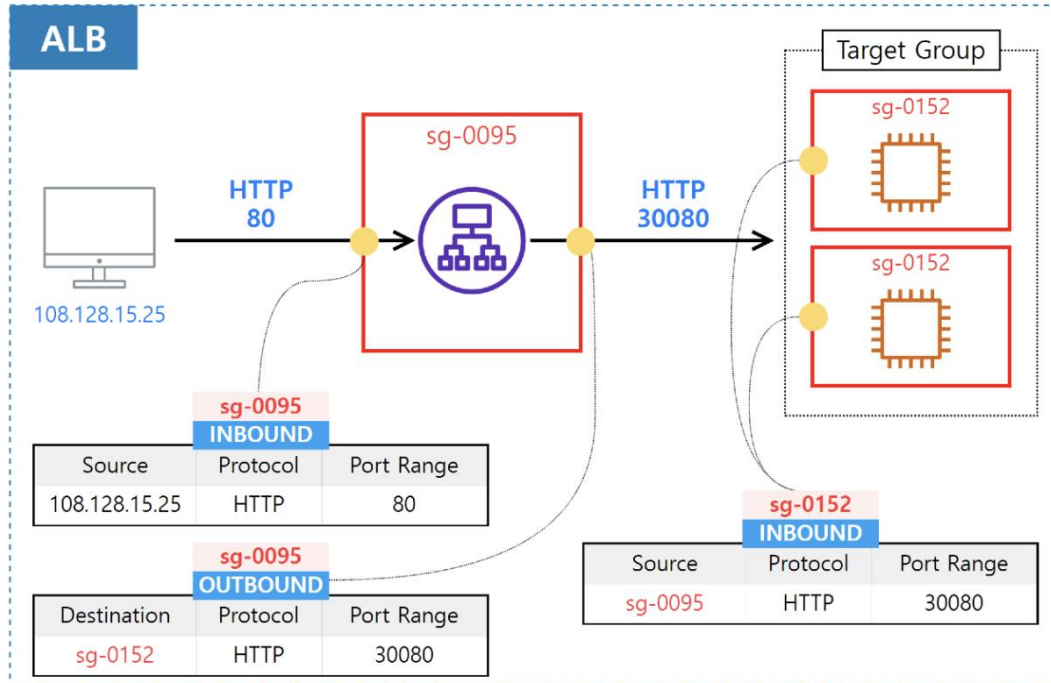 ALB
Target Group
sg-0095
sg-0152
HTTP
80
HTTP
30080
108.128.15.25
sg-0152
sg-0095
INBOUND
Source Protocol Port Range
108.128.15.25 HTTP 80
sg-0095
OUTBOUND
Destination Protocol Port Range
sg-0152 HTTP 30080
sg-0152
INBOUND
Source Protocol Port Range
sg-0095 HTTP 30080